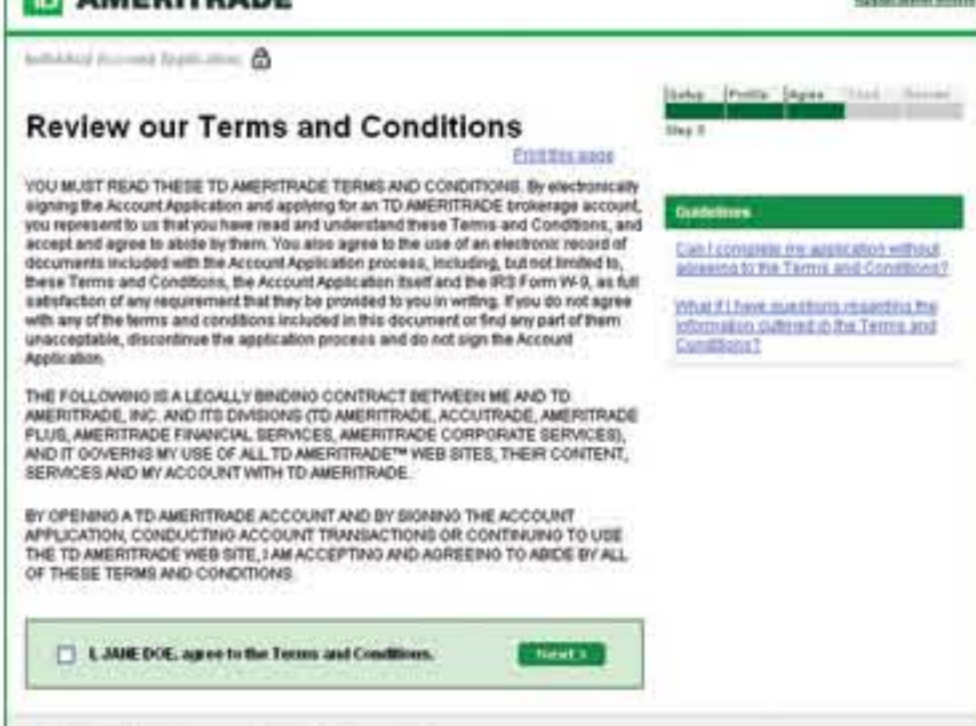 AMERITRADE
Individual Account Application
Setup Profile Agree
Review our Terms and Conditions
Step 3
Print this page
YOU MUST READ THESE TD AMERITRADE TERMS AND CONDITIONS. By electronically
signing the Account Application and applying for an TD AMERITRADE brokerage account,
you represent to us that you have read and understand these Terms and Conditions, and
accept and agree to abide by them. You also agree to the use of an electronic record of
documents included with the Account Application process, including, but not limited to,
these Terms and Conditions, the Account Application itself and the IRS Form W-9, as full
satisfaction of any requirement that they be provided to you in writing. If you do not agree
with any of the terms and conditions included in this document or find any part of them
unacceptable, discontinue the application process and do not sign the Account
Application.
THE FOLLOWING IS A LEGALLY BINDING CONTRACT BETWEEN ME AND TD
AMERITRADE, INC. AND ITS DIVISIONS (TD AMERITRADE, ACCUTRADE, AMERITRADE
PLUS, AMERITRADE FINANCIAL SERVICES, AMERITRADE CORPORATE SERVICES),
AND IT GOVERNS MY USE OF ALL TD AMERITRADE™ WEB SITES, THEIR CONTENT,
SERVICES AND MY ACCOUNT WITH TD AMERITRADE.
BY OPENING A TD AMERITRADE ACCOUNT AND BY SIGNING THE ACCOUNT
APPLICATION, CONDUCTING ACCOUNT TRANSACTIONS OR CONTINUING TO USE
THE TD AMERITRADE WEB SITE, I AM ACCEPTING AND AGREEING TO ABIDE BY ALL
OF THESE TERMS AND CONDITIONS.
I, JANE DOE, agree to the Terms and Conditions.
Next >
Guidelines
Can I complete my application without
agreeing to the Terms and Conditions?
What if I have questions regarding the
information outlined in the Terms and
Conditions?